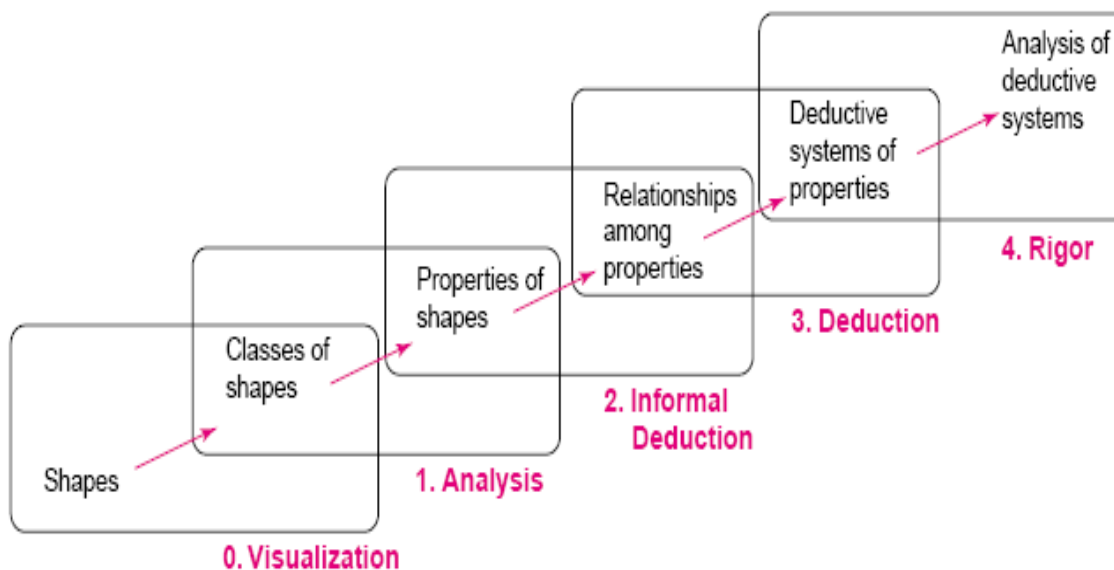 Shapes
0. Visualization
Classes of
shapes
1. Analysis
Properties of
shapes
2. Informal
Deduction
Relationships
among
properties
3. Deduction
Deductive
systems of
properties
4. Rigor
Analysis of
deductive
systems